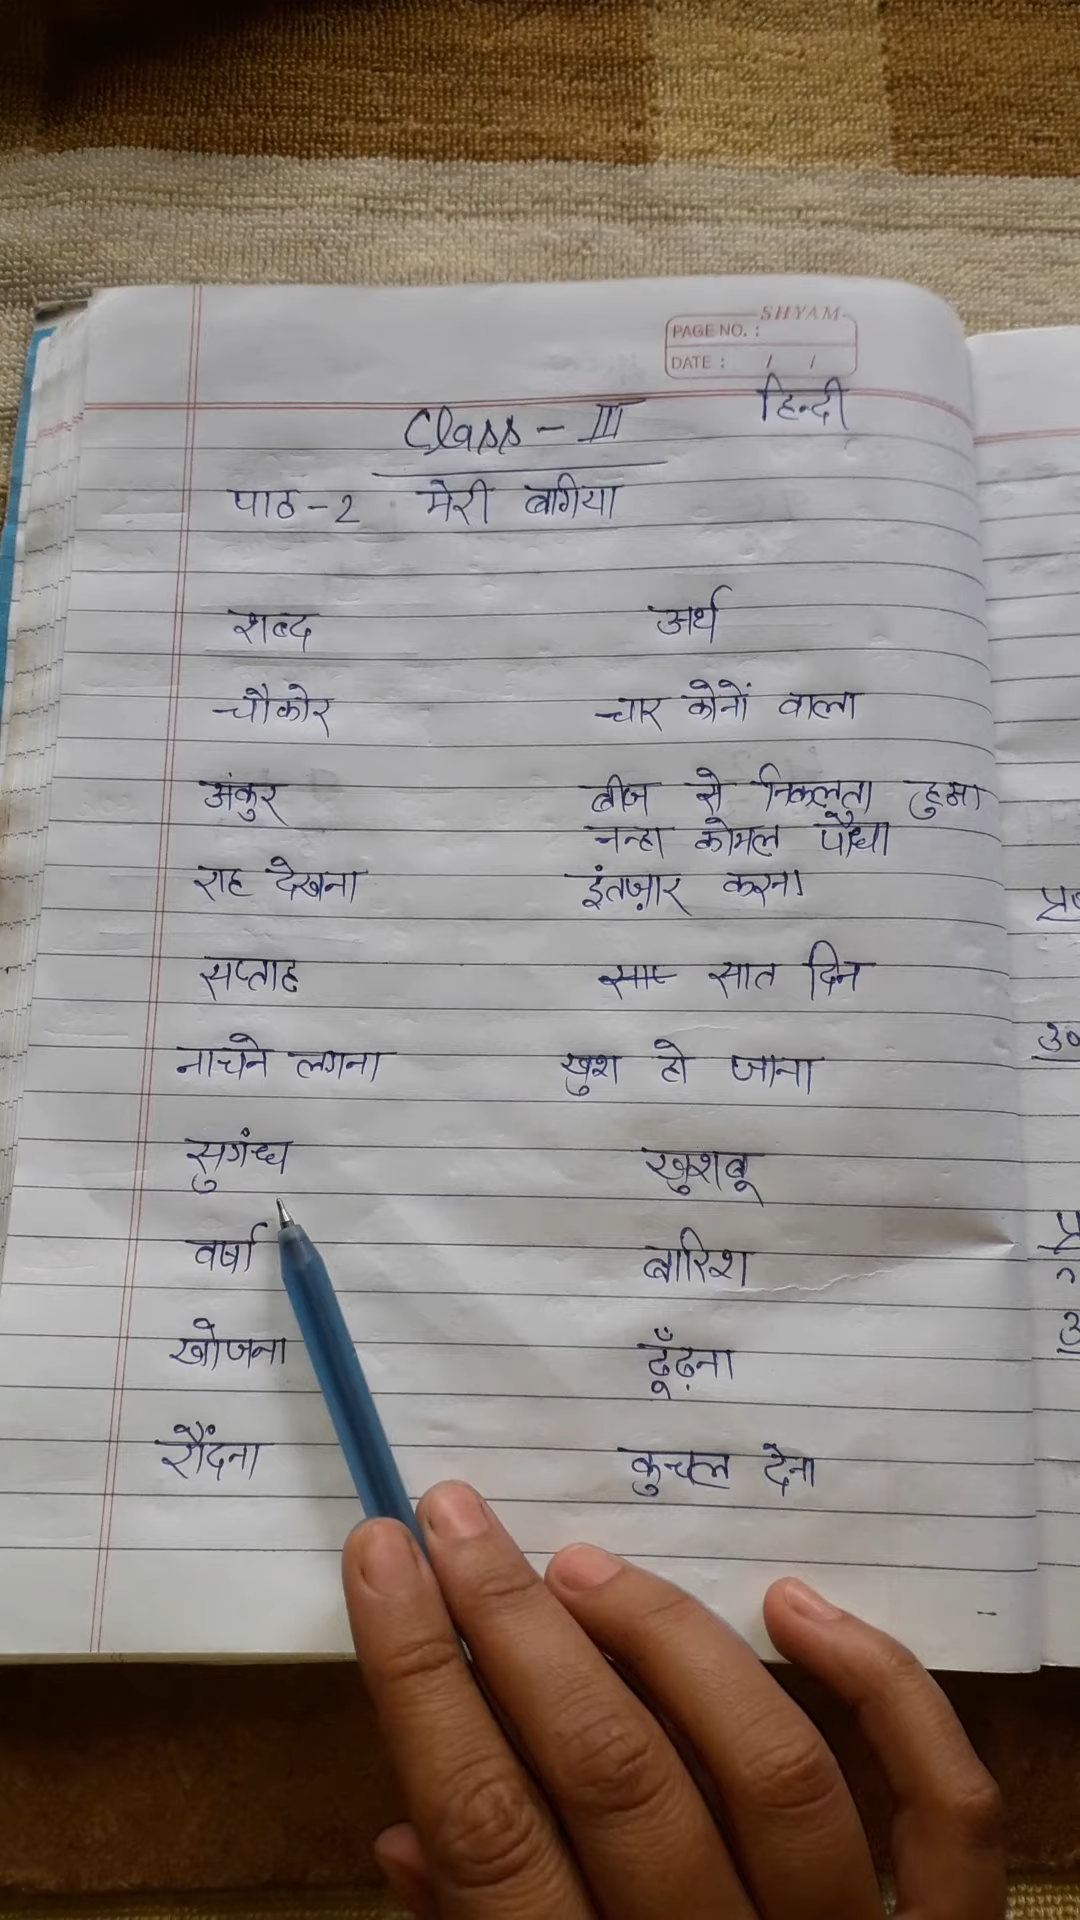 SHYAM
PAGE NO. :
DATE : / /
हिन्दी
Class - III
पाठ - 2 मेरी बगिया
शब्द अर्थ
चौकोर चार कोनों वाला
अंकुर बीज से निकलता हुआ
नन्हा कोमल पौधा
राह देखना इंतज़ार करना
सप्ताह सात दिन
नाचने लगना खुश हो जाना
सुगंध खुशबू
वर्षा बारिश
खोजना ढूँढ़ना
रौंदना कुचल देना